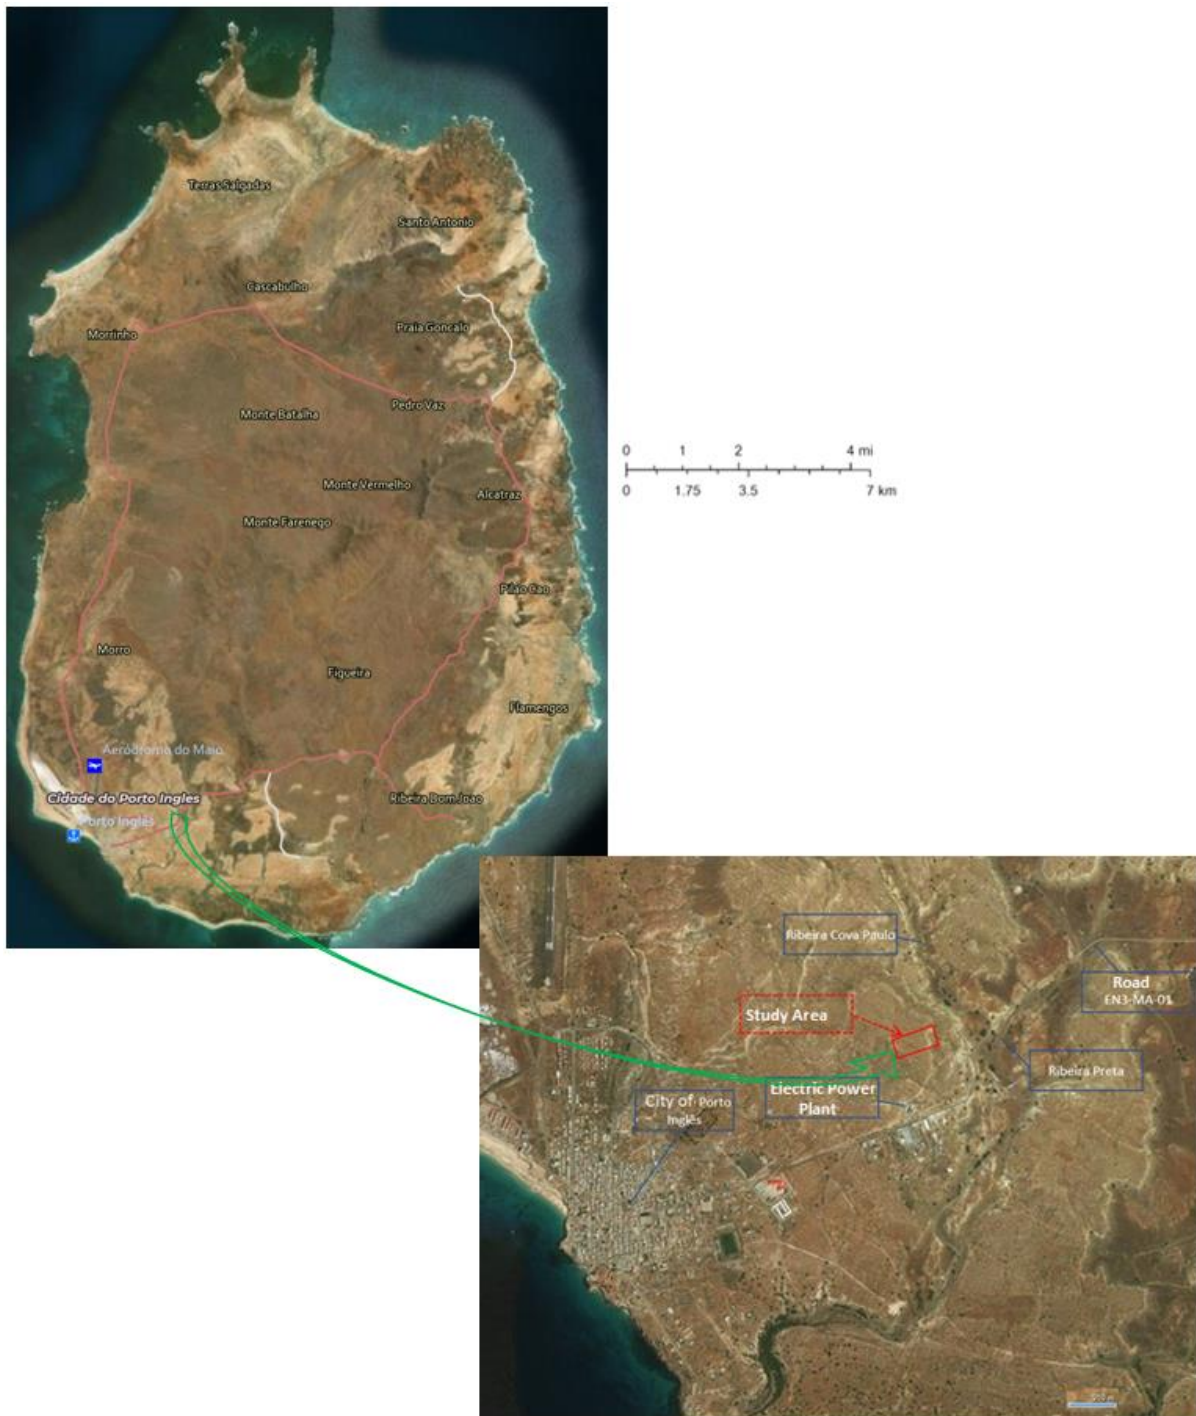 Terras Salgadas
Santo Antonio
Cascabulho
Praia Goncalo
Morrinho
Pedro Vaz
Monte Batalha
Monte Vermelho
Alcatraz
Monte Farenego
Pilao Cao
Morro
Figueira
Flamengos
Aeródromo do Maio
Cidade do Porto Ingles
Porto Inglês
Ribeira Dom Joao
0 1 2 4 mi
0 1.75 3.5 7 km
Ribeira Cova Paulo
Road
EN3-MA-01
Study Area
Ribeira Preta
Electric Power
Plant
City of Porto
Inglês